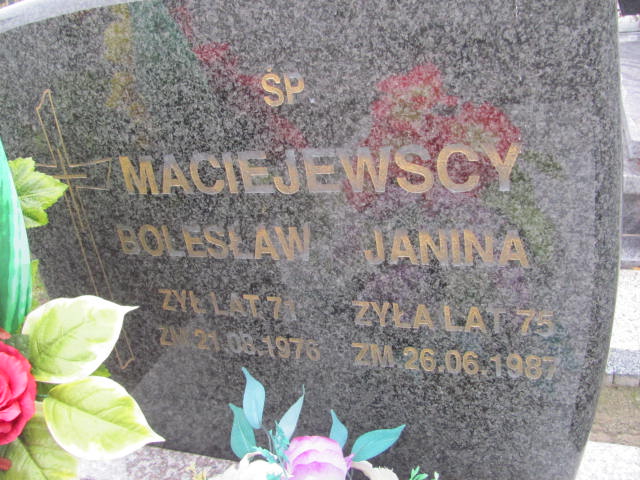 ŚP
MACIEJEWSCY
BOLESŁAW JANINA
ŻYŁ LAT 71 ŻYŁA LAT 75
ZM 21.08.1976 ZM 26.06.1987